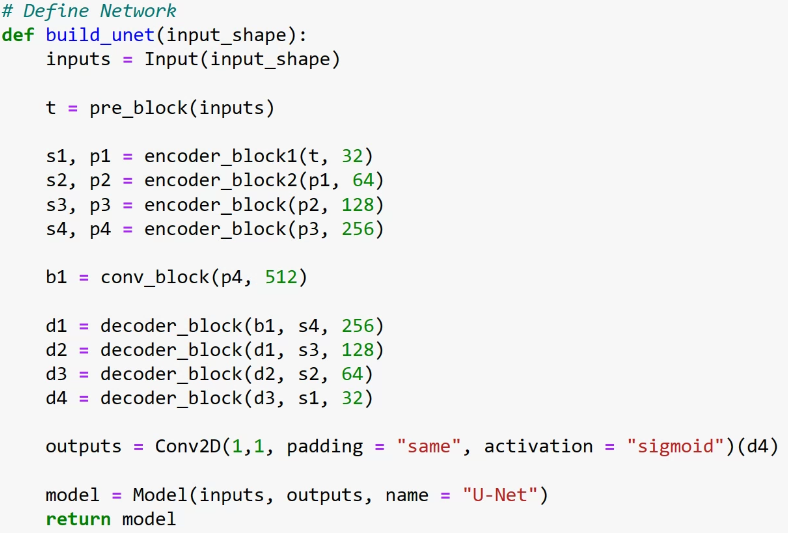 # Define Network
def build_unet(input_shape):
    inputs = Input(input_shape)
    t = pre_block(inputs)
    s1, p1 = encoder_block1(t, 32)
    s2, p2 = encoder_block2(p1, 64)
    s3, p3 = encoder_block(p2, 128)
    s4, p4 = encoder_block(p3, 256)
    b1 = conv_block(p4, 512)
    d1 = decoder_block(b1, s4, 256)
    d2 = decoder_block(d1, s3, 128)
    d3 = decoder_block(d2, s2, 64)
    d4 = decoder_block(d3, s1, 32)
    outputs = Conv2D(1,1, padding = "same", activation = "sigmoid")(d4)
    model = Model(inputs, outputs, name = "U-Net")
    return model